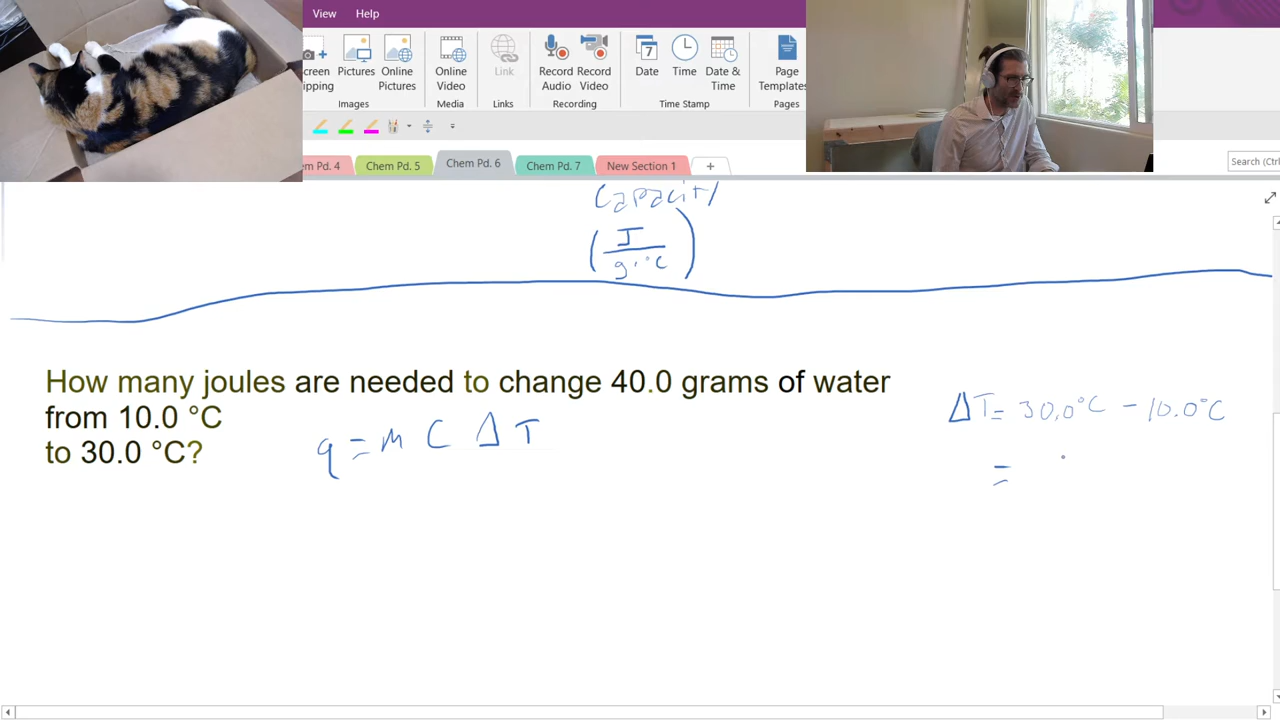 View Help
Screen Clipping
Pictures
Online Pictures
Online Video
Link
Record Audio
Record Video
Date
Time
Date & Time
Page Templates
Images Media Links Recording Time Stamp Pages
m Pd. 4 Chem Pd. 5 Chem Pd. 6 Chem Pd. 7 New Section 1 +
Search (Ctrl
Capacity
(J / g·°C)
How many joules are needed to change 40.0 grams of water
from 10.0 °C
to 30.0 °C?
q = m C Δ T
ΔT = 30.0°C - 10.0°C
=